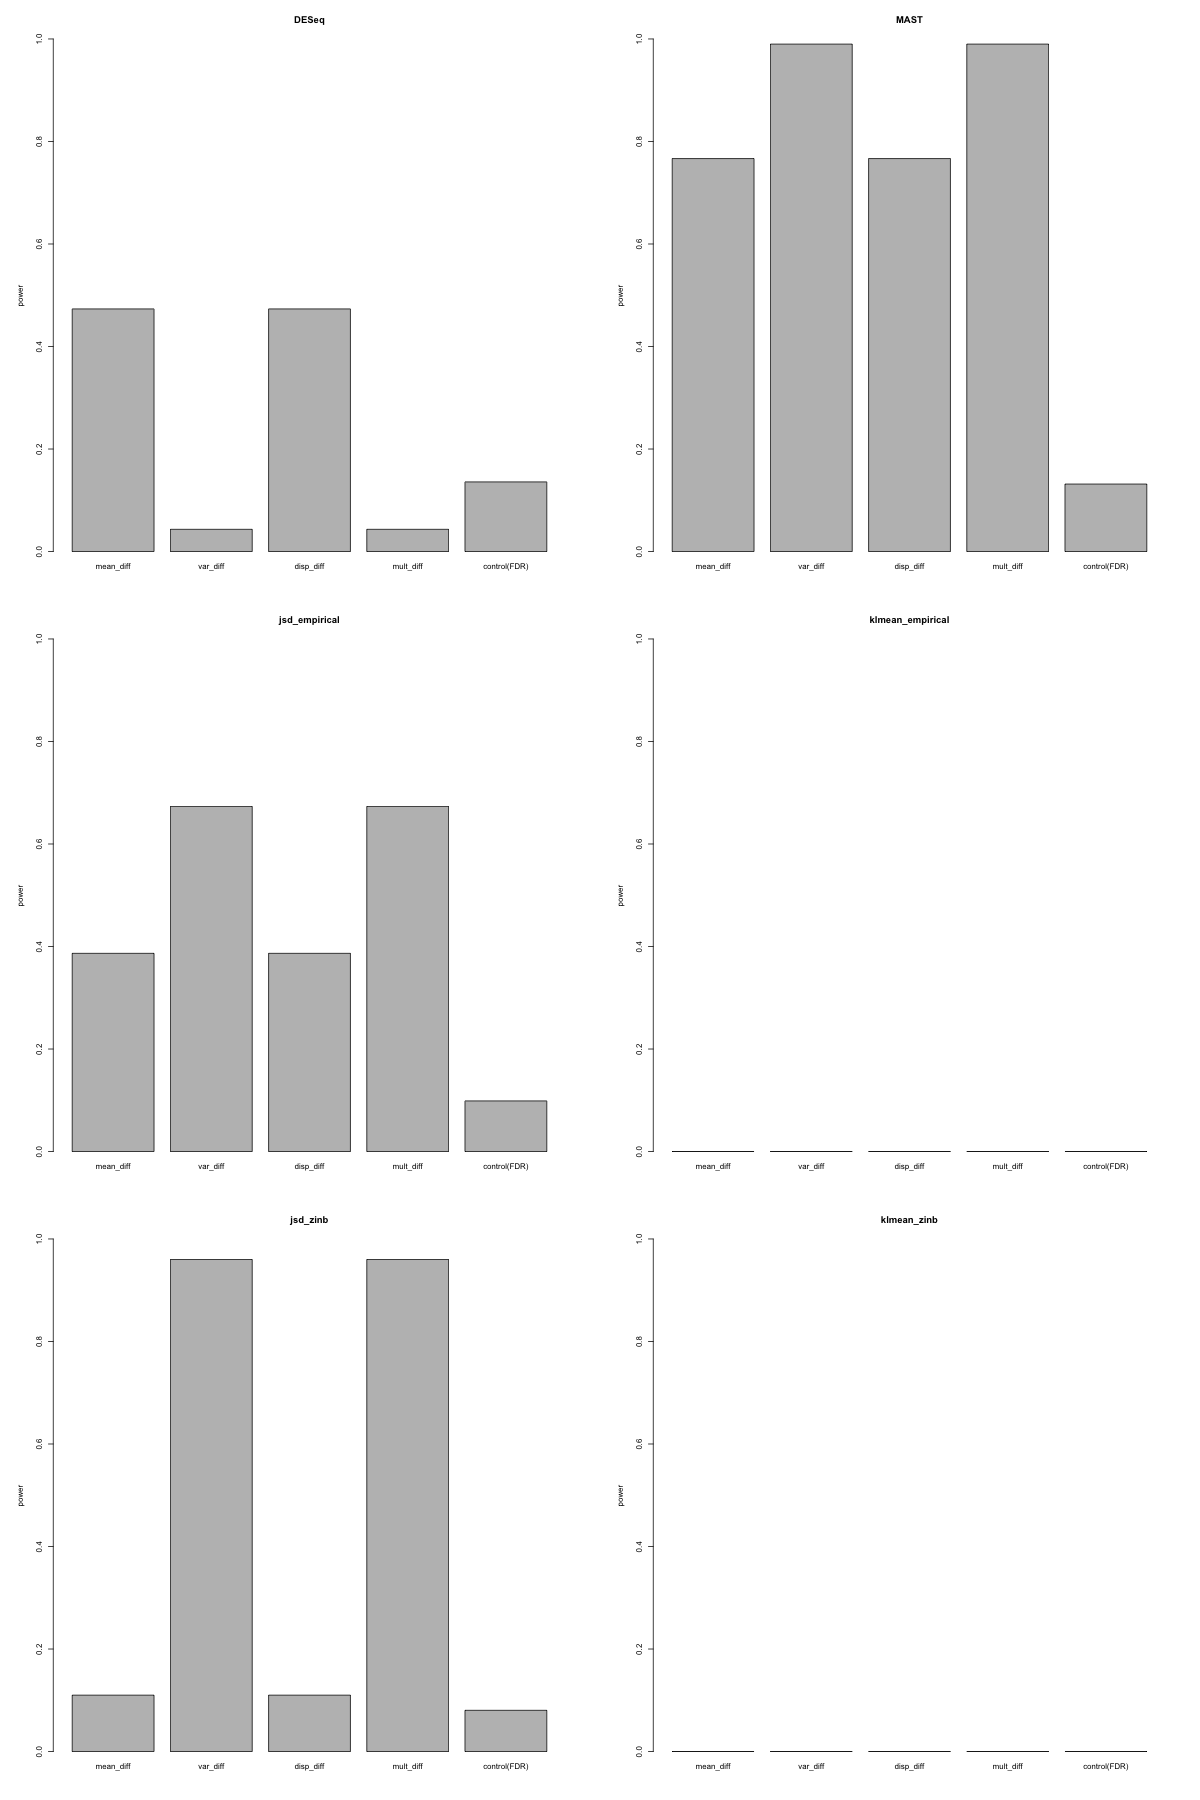 DESeq
power
0.0 0.2 0.4 0.6 0.8 1.0
mean_diff var_diff disp_diff mult_diff control(FDR)
MAST
power
0.0 0.2 0.4 0.6 0.8 1.0
mean_diff var_diff disp_diff mult_diff control(FDR)
jsd_empirical
power
0.0 0.2 0.4 0.6 0.8 1.0
mean_diff var_diff disp_diff mult_diff control(FDR)
klmean_empirical
power
0.0 0.2 0.4 0.6 0.8 1.0
mean_diff var_diff disp_diff mult_diff control(FDR)
jsd_zinb
power
0.0 0.2 0.4 0.6 0.8 1.0
mean_diff var_diff disp_diff mult_diff control(FDR)
klmean_zinb
power
0.0 0.2 0.4 0.6 0.8 1.0
mean_diff var_diff disp_diff mult_diff control(FDR)